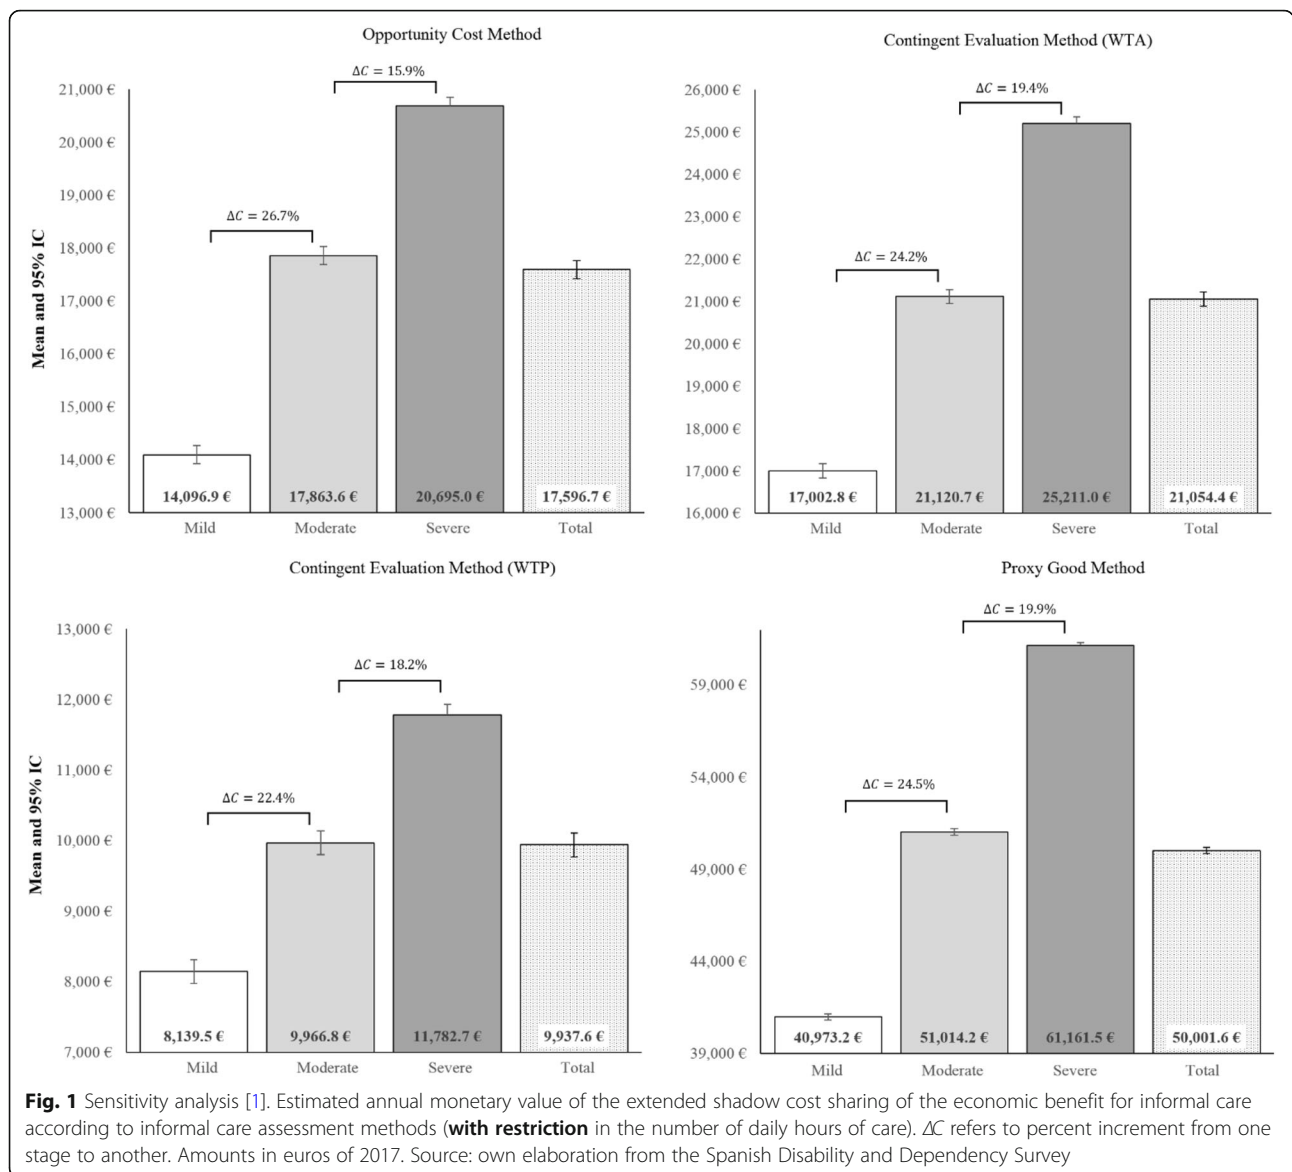 Opportunity Cost Method
ΔC = 15.9%
ΔC = 26.7%
Mean and 95% IC
21,000 €
20,000 €
19,000 €
18,000 €
17,000 €
16,000 €
15,000 €
14,000 €
13,000 €
14,096.9 €
17,863.6 €
20,695.0 €
17,596.7 €
Mild
Moderate
Severe
Total
Contingent Evaluation Method (WTA)
ΔC = 19.4%
ΔC = 24.2%
26,000 €
25,000 €
24,000 €
23,000 €
22,000 €
21,000 €
20,000 €
19,000 €
18,000 €
17,000 €
16,000 €
17,002.8 €
21,120.7 €
25,211.0 €
21,054.4 €
Mild
Moderate
Severe
Total
Contingent Evaluation Method (WTP)
ΔC = 18.2%
ΔC = 22.4%
Mean and 95% IC
13,000 €
12,000 €
11,000 €
10,000 €
9,000 €
8,000 €
7,000 €
8,139.5 €
9,966.8 €
11,782.7 €
9,937.6 €
Mild
Moderate
Severe
Total
Proxy Good Method
ΔC = 19.9%
ΔC = 24.5%
59,000 €
54,000 €
49,000 €
44,000 €
39,000 €
40,973.2 €
51,014.2 €
61,161.5 €
50,001.6 €
Mild
Moderate
Severe
Total
Fig. 1 Sensitivity analysis [1]. Estimated annual monetary value of the extended shadow cost sharing of the economic benefit for informal care
according to informal care assessment methods (with restriction in the number of daily hours of care). ΔC refers to percent increment from one
stage to another. Amounts in euros of 2017. Source: own elaboration from the Spanish Disability and Dependency Survey